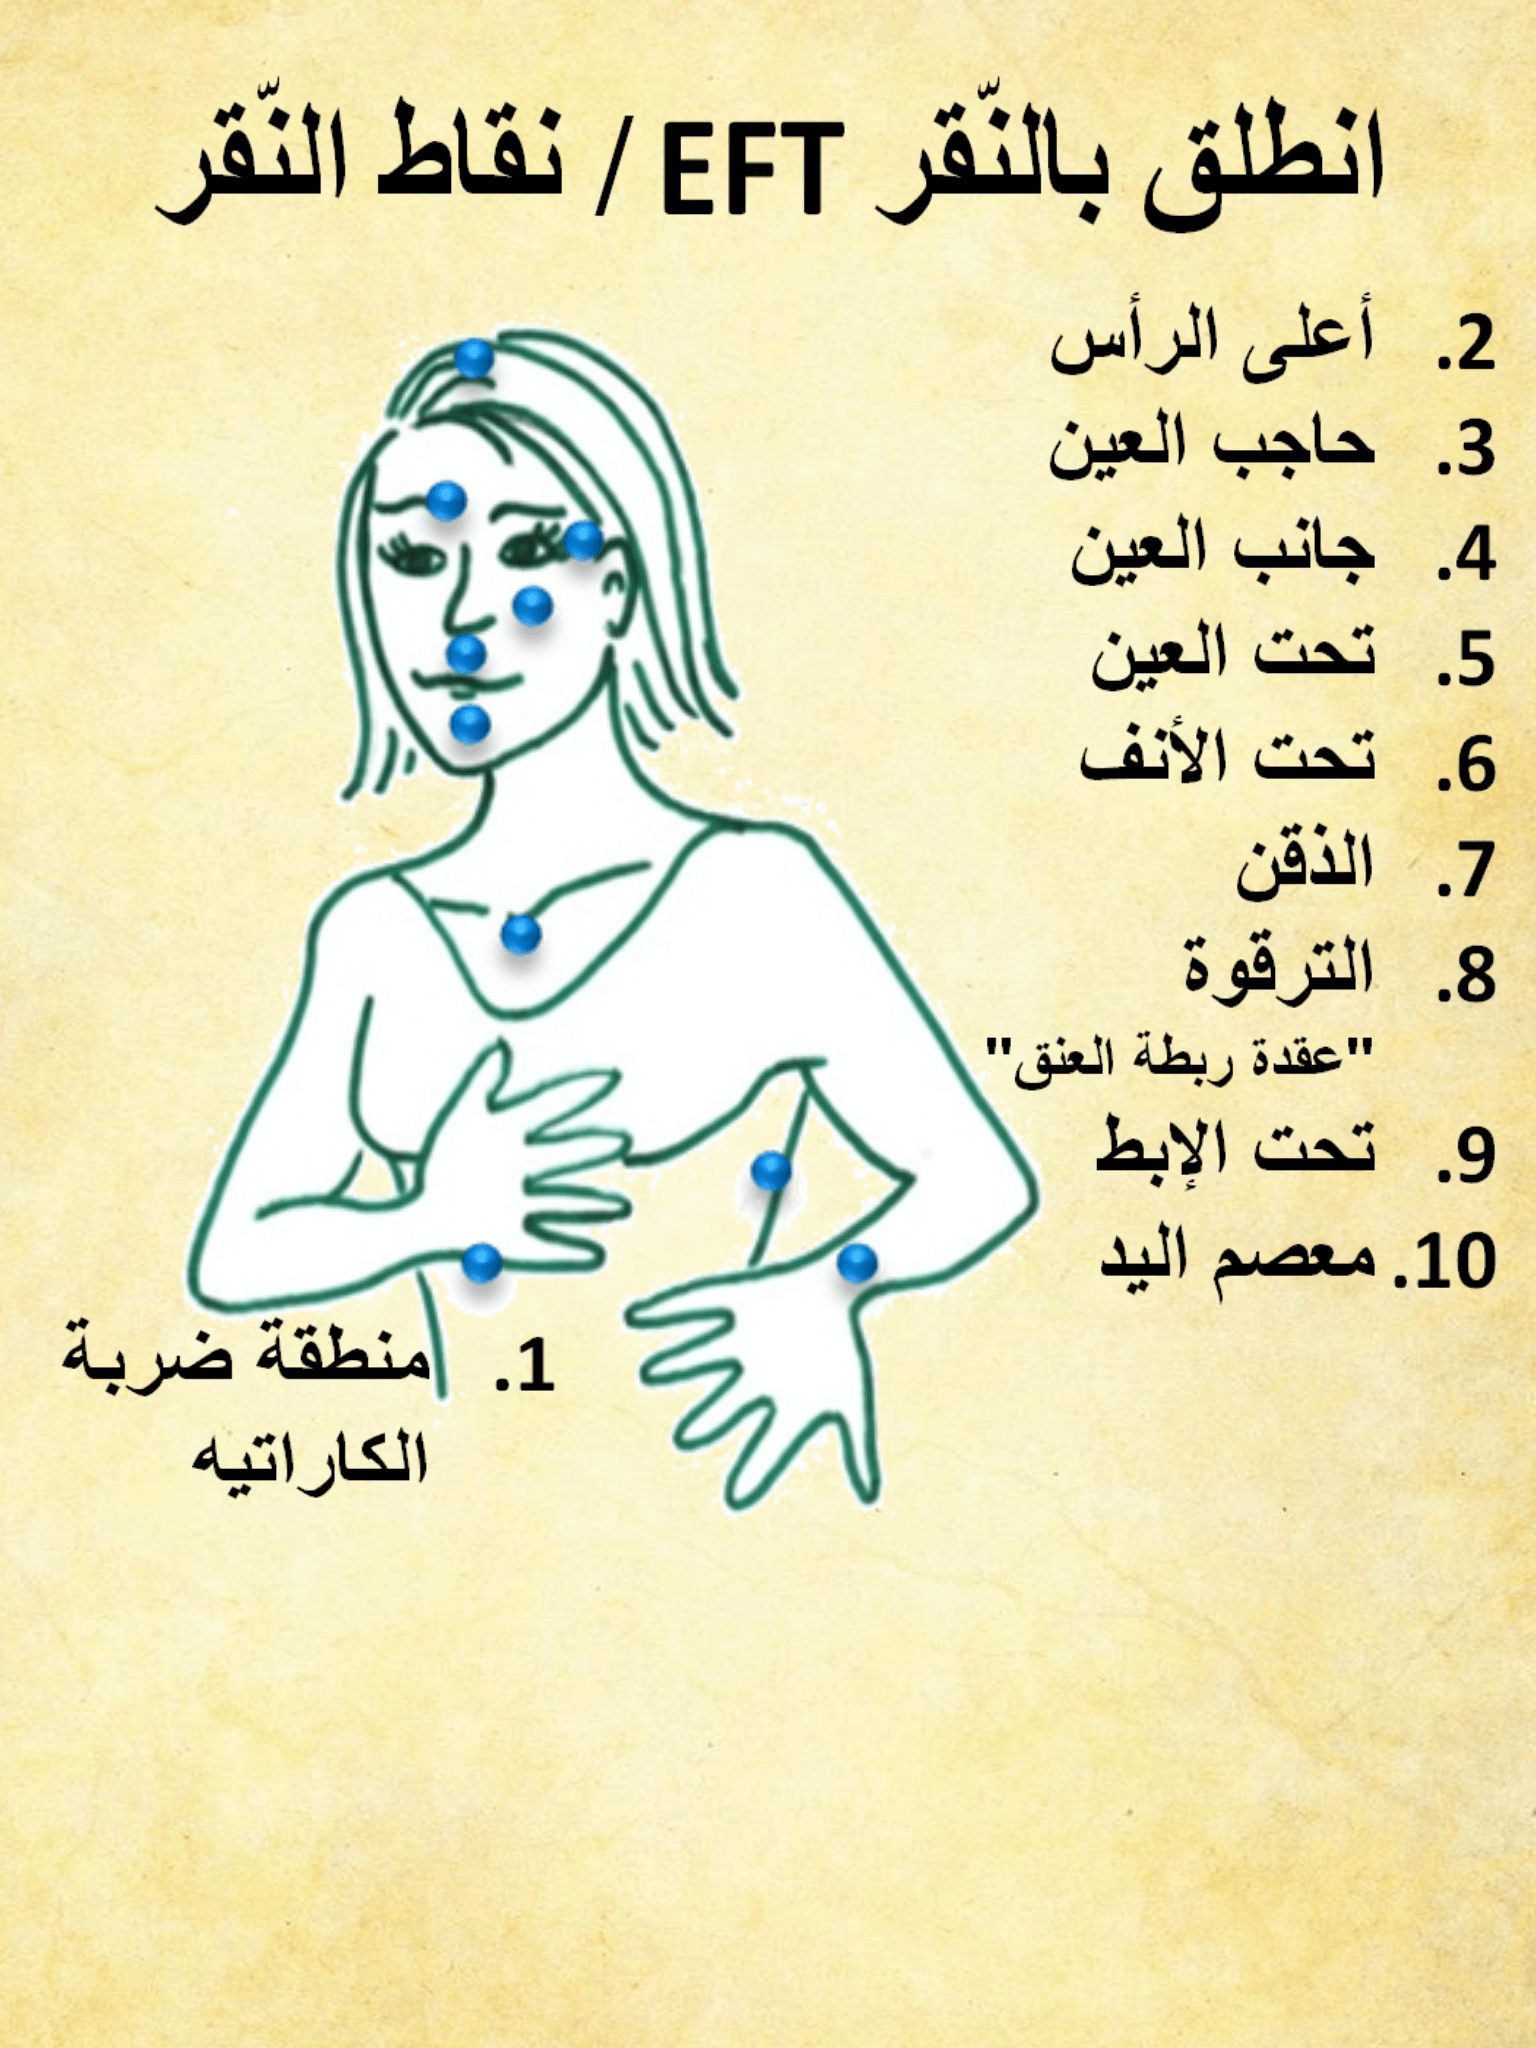 انطلق بالنّقر EFT / نقاط النّقر
2. أعلى الرأس
3. حاجب العين
4. جانب العين
5. تحت العين
6. تحت الأنف
7. الذقن
8. الترقوة
"عقدة ربطة العنق"
9. تحت الإبط
10. معصم اليد
1. منطقة ضربة
الكاراتيه